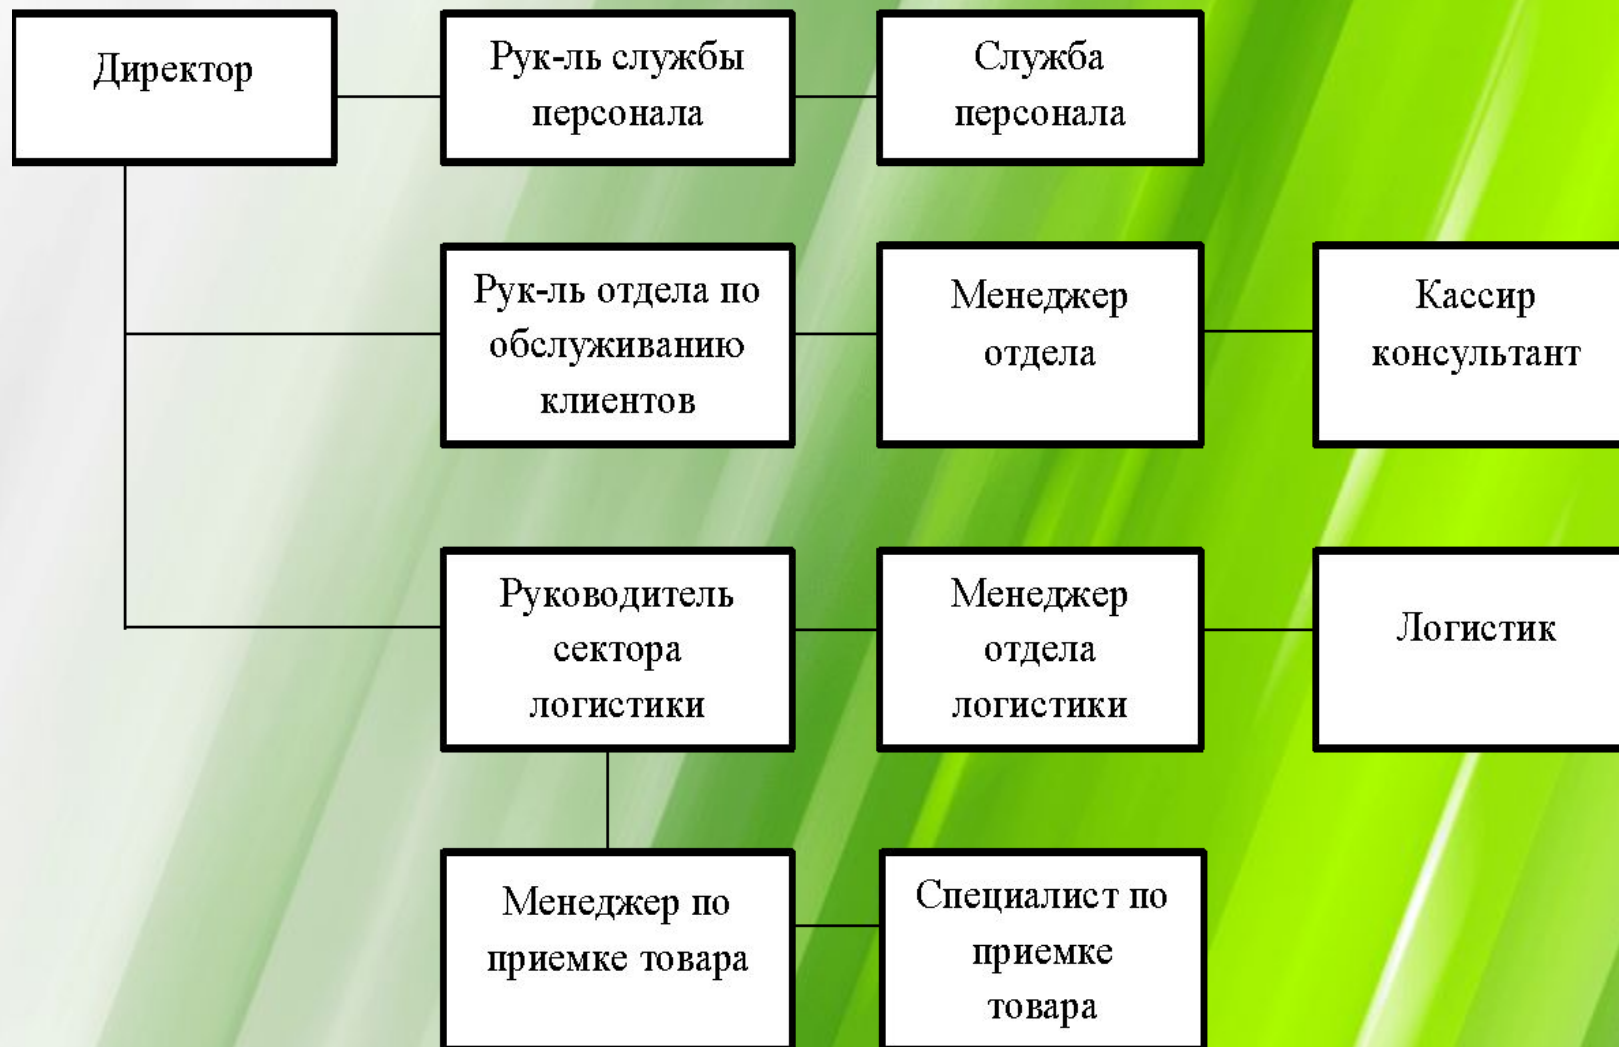 Директор
Рук-ль службы
персонала
Служба
персонала
Рук-ль отдела по
обслуживанию
клиентов
Менеджер
отдела
Кассир
консультант
Руководитель
сектора
логистики
Менеджер
отдела
логистики
Логистик
Менеджер по
приемке товара
Специалист по
приемке
товара